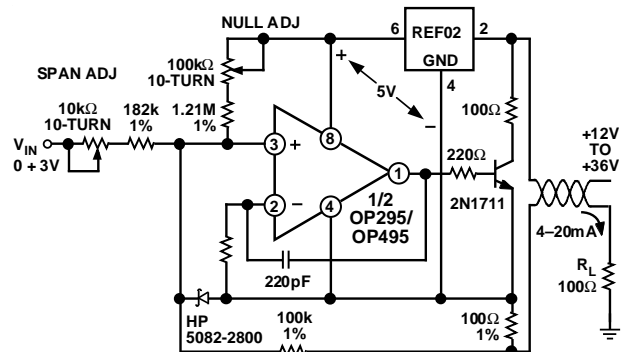 NULL ADJ
SPAN ADJ
10kΩ
10-TURN
182k
1%
VIN
0 + 3V
100kΩ
10-TURN
1.21M
1%
6
REF02
2
GND
4
+
5V
–
100Ω
3
+
8
2
–
4
1
1/2
OP295/
OP495
220Ω
2N1711
+12V
TO
+36V
4–20mA
RL
100Ω
220pF
HP
5082-2800
100k
1%
100Ω
1%